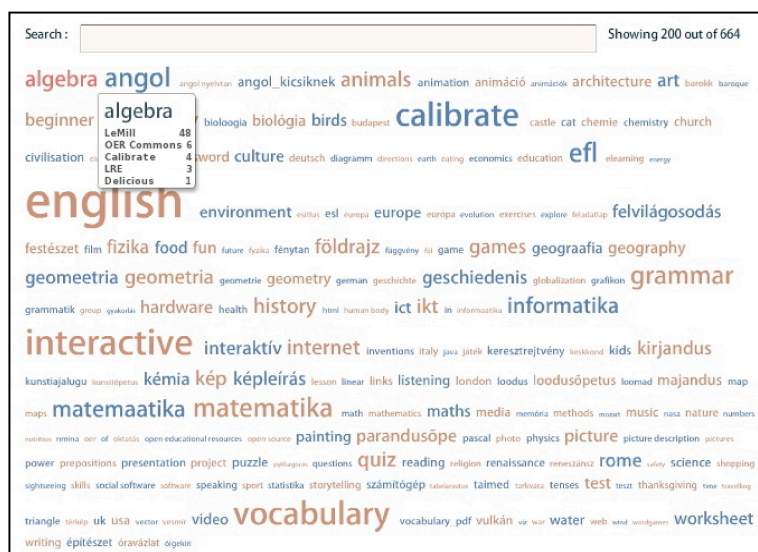 Search : Showing 200 out of 664
algebra angol angol nyelvtan angol_kicsiknek animals animation animáció animációk architecture art barokk baroque
beginner bioloogia biológia birds budapest calibrate castle cat chemie chemistry church
algebra
LeMill 48
OER Commons 6
Calibrate 4
LRE 3
Delicious 1
civilisation culture deutsch diagramm directions earth eating economics education efl elearning energy
english environment esitlus esl europa europe európa evolution exercises explore feladatlap felvilágosodás
festészet film fizika food fun future fyzika fénytan földrajz függvény fül game games geograafia geography
geomeetria geometria geometrie geometry german geschichte geschiedenis globalization grafikon grammar
grammatik group gyakorlás hardware health history html human body ict ikt in informaatika informatika
interactive interaktív internet inventions italy java játék keresztrejtvény keskkond kids kirjandus
kunstiajalugu kunstiõpetus kémia kép képleírás lesson linear links listening london loodus loodusõpetus loomad majandus map
maps matemaatika matematika math mathematics maths media memória methods mozart music nasa nature numbers
nutrition nmina oer of oktatás open educational resources open source painting parandusõpe pascal photo physics picture picture description pictures
power prepositions presentation project puzzle pythagoras questions quiz reading religion renaissance reneszánsz rome safety science shopping
sightseeing skills social software software speaking sport statistika storytelling számítógép tabelarvutus taimed tarkvara tenses test teszt thanksgiving time travelling
triangle térkép uk usa vector vesmír video vocabulary vocabulary_pdf vulkán víz war water web wind wordgames worksheet
writing építészet óravázlat õigekiri